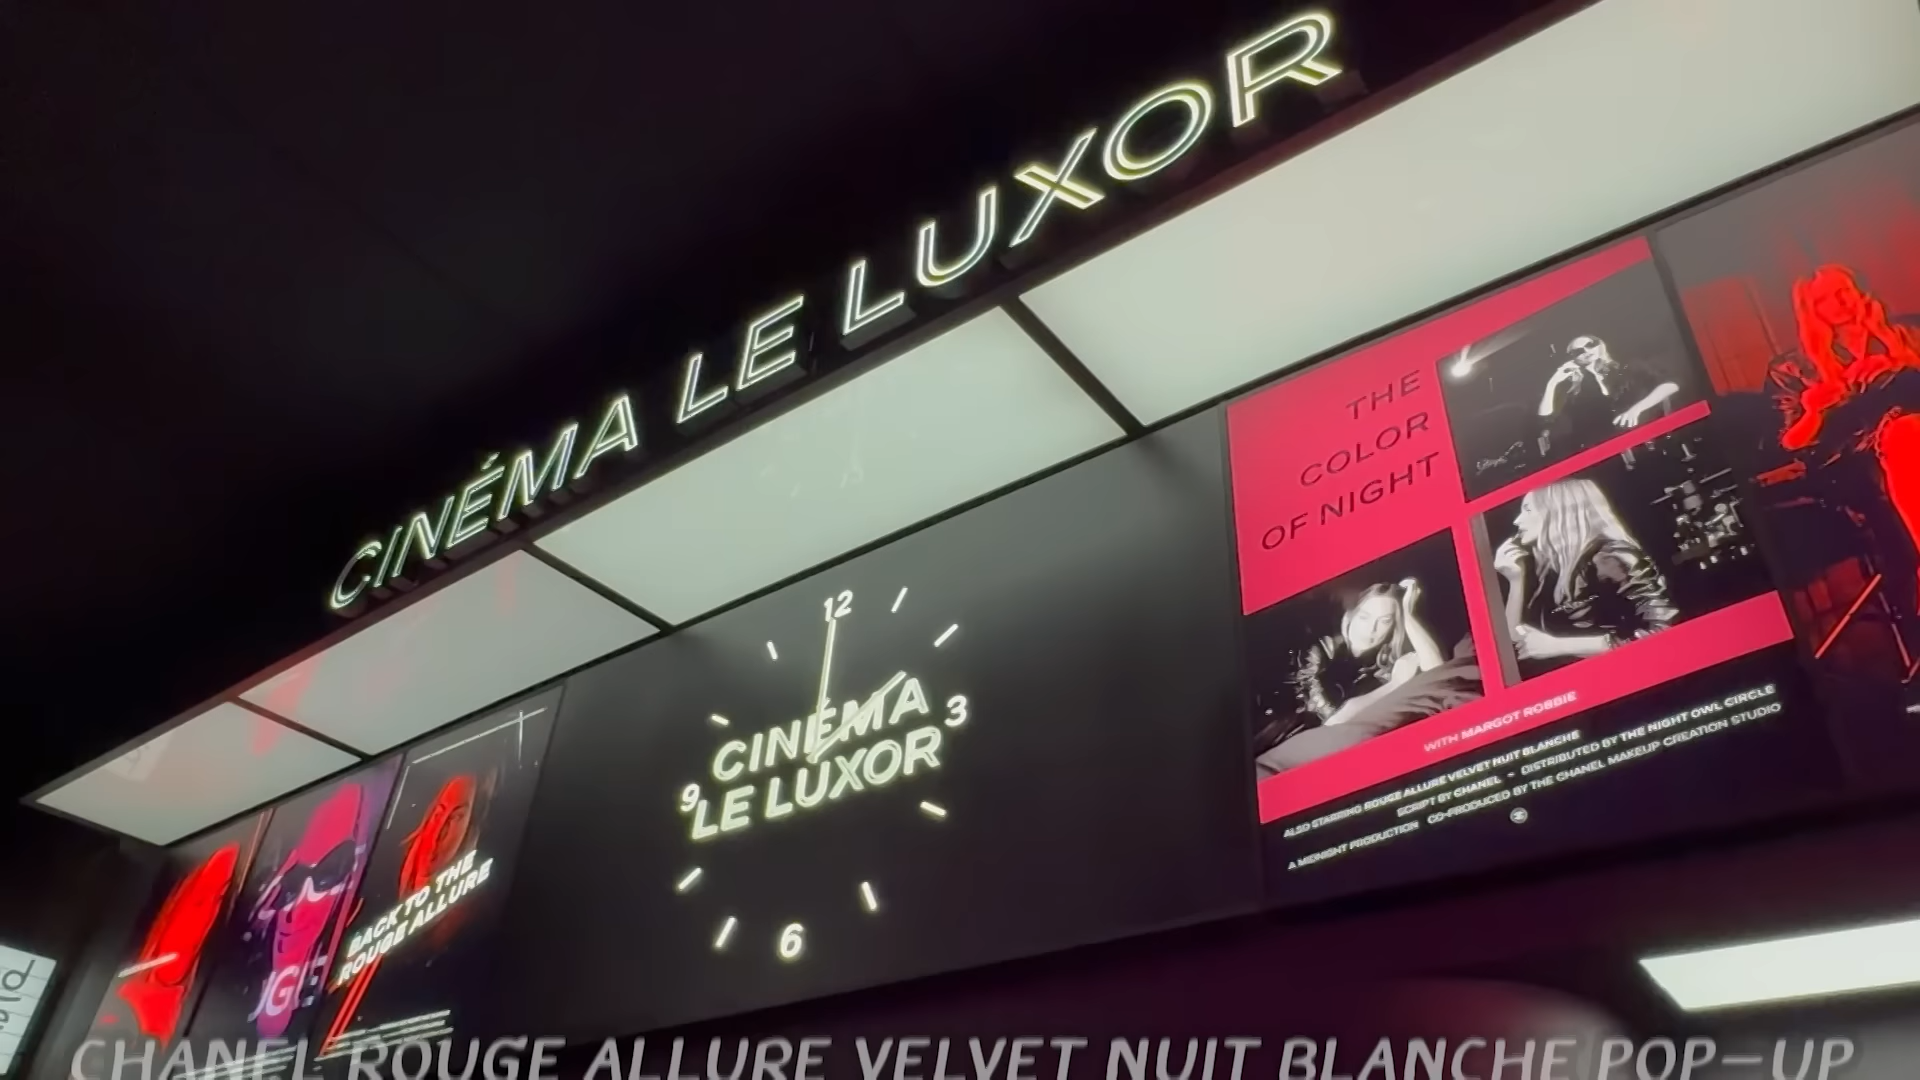 CINÉMA LE LUXOR
12
3
6
9
CINÉMA
LE LUXOR
THE
COLOR
OF NIGHT
WITH MARGOT ROBBIE
ALSO STARRING ROUGE ALLURE VELVET NUIT BLANCHE
SCRIPT BY CHANEL - DISTRIBUTED BY THE NIGHT OWL CIRCLE
A MIDNIGHT PRODUCTION CO-PRODUCED BY THE CHANEL MAKEUP CREATION STUDIO
BACK TO THE
ROUGE ALLURE
UGE
CHANEL ROUGE ALLURE VELVET NUIT BLANCHE POP-UP